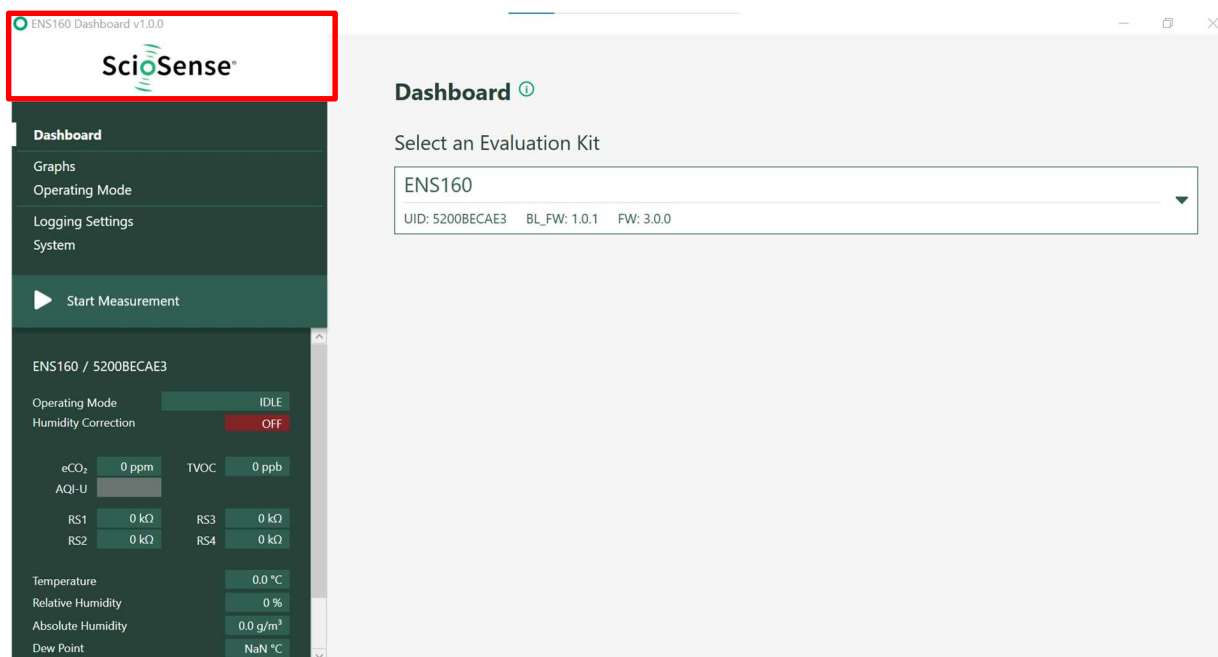 ENS160 Dashboard v1.0.0
ScioSense®
Dashboard
Graphs
Operating Mode
Logging Settings
System
Start Measurement
ENS160 / 5200BECAE3
Operating Mode IDLE
Humidity Correction OFF
eCO₂ 0 ppm TVOC 0 ppb
AQI-U
RS1 0 kΩ RS3 0 kΩ
RS2 0 kΩ RS4 0 kΩ
Temperature 0.0 °C
Relative Humidity 0 %
Absolute Humidity 0.0 g/m³
Dew Point NaN °C
Dashboard
Select an Evaluation Kit
ENS160
UID: 5200BECAE3 BL_FW: 1.0.1 FW: 3.0.0